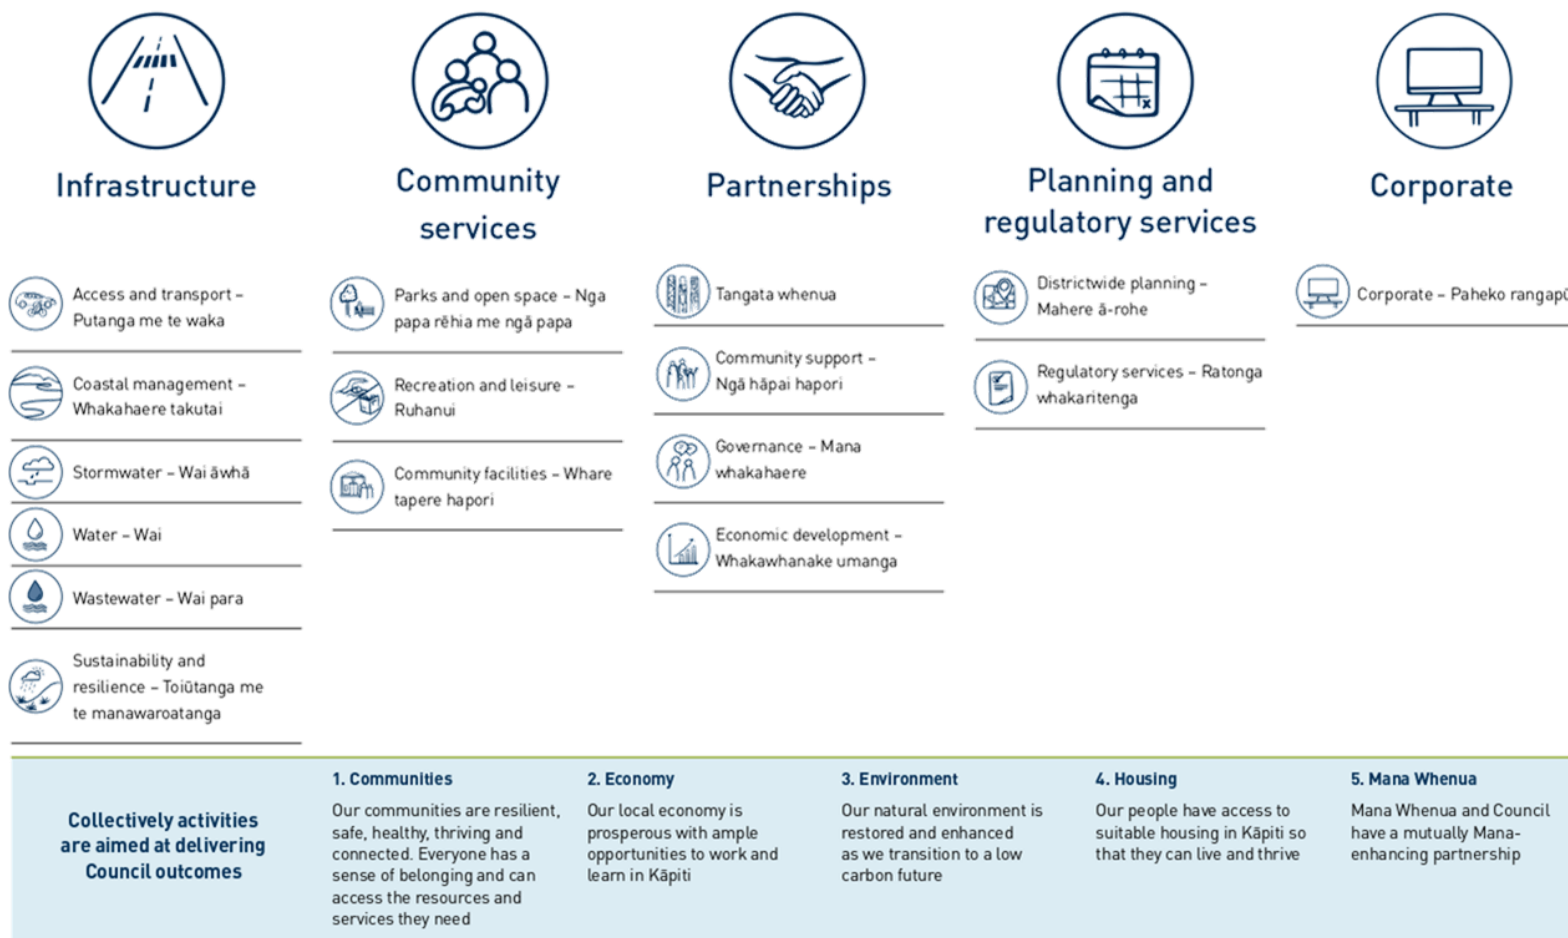 Infrastructure
Access and transport –
Putanga me te waka
Coastal management –
Whakahaere takutai
Stormwater – Wai āwhā
Water – Wai
Wastewater – Wai para
Sustainability and
resilience – Toiūtanga me
te manawaroatanga
Community
services
Parks and open space – Nga
papa rēhia me ngā papa
Recreation and leisure –
Ruhanui
Community facilities – Whare
tapere hapori
Partnerships
Tangata whenua
Community support –
Ngā hāpai hapori
Governance – Mana
whakahaere
Economic development –
Whakawhanake umanga
Planning and
regulatory services
Districtwide planning –
Mahere ā-rohe
Regulatory services – Ratonga
whakaritenga
Corporate
Corporate – Paheko rangapū
Collectively activities
are aimed at delivering
Council outcomes
1. Communities
Our communities are resilient,
safe, healthy, thriving and
connected. Everyone has a
sense of belonging and can
access the resources and
services they need
2. Economy
Our local economy is
prosperous with ample
opportunities to work and
learn in Kāpiti
3. Environment
Our natural environment is
restored and enhanced
as we transition to a low
carbon future
4. Housing
Our people have access to
suitable housing in Kāpiti so
that they can live and thrive
5. Mana Whenua
Mana Whenua and Council
have a mutually Mana-
enhancing partnership